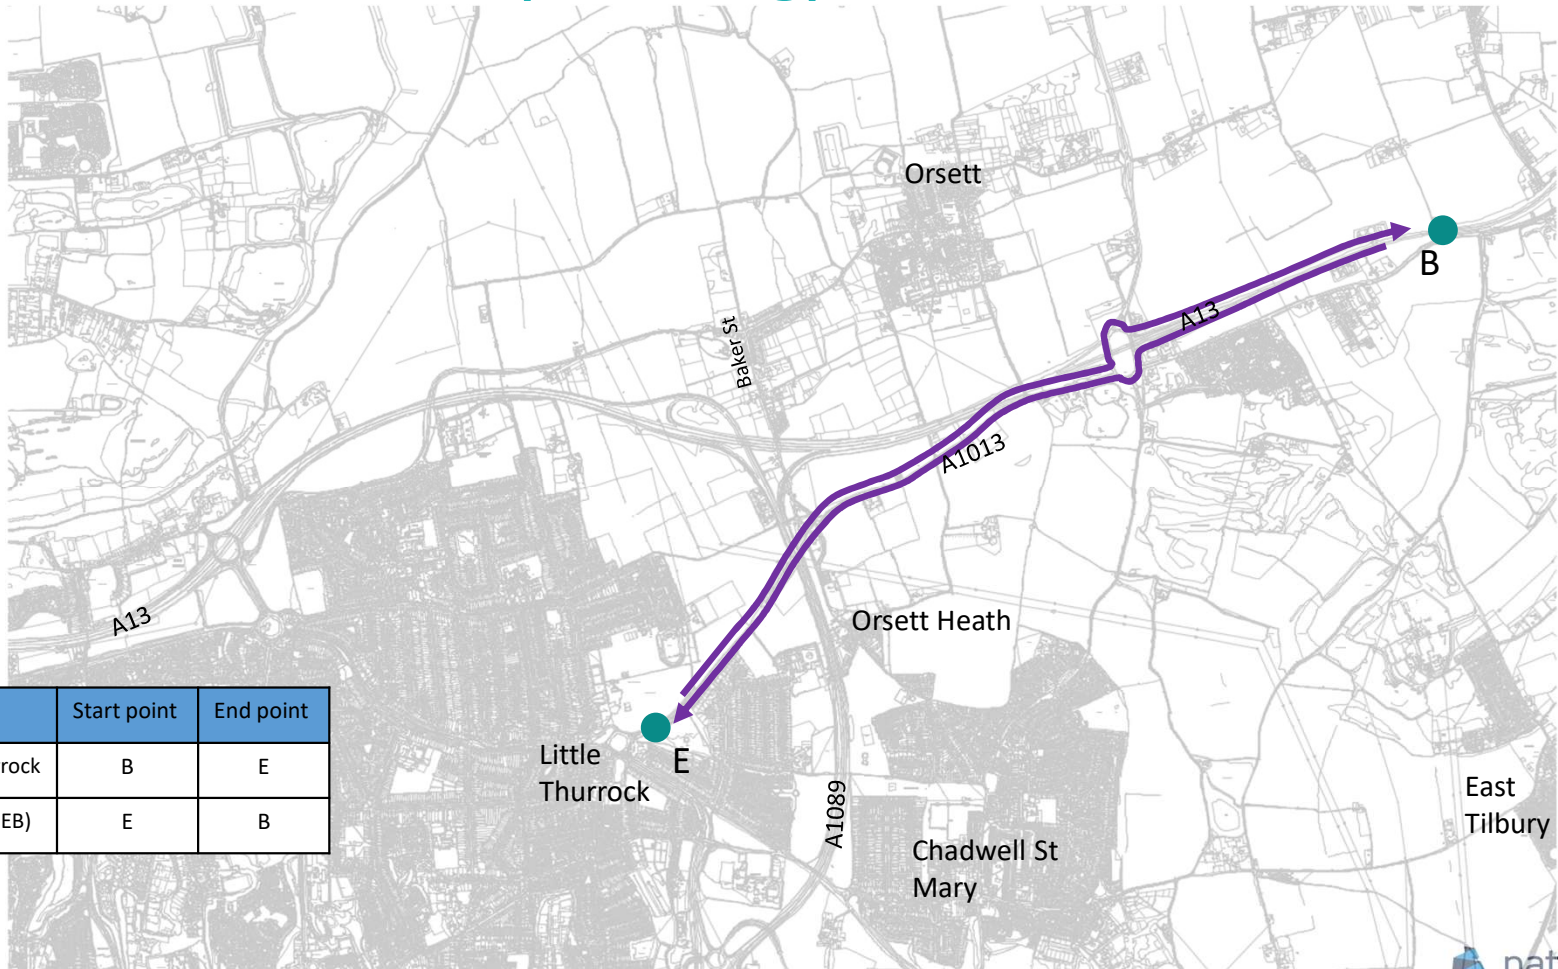 Orsett
B
A13
Baker St
A1013
A13
Orsett Heath
Start point End point
rock B E
EB) E B
Little
Thurrock
E
A1089
East
Tilbury
Chadwell St
Mary
nat